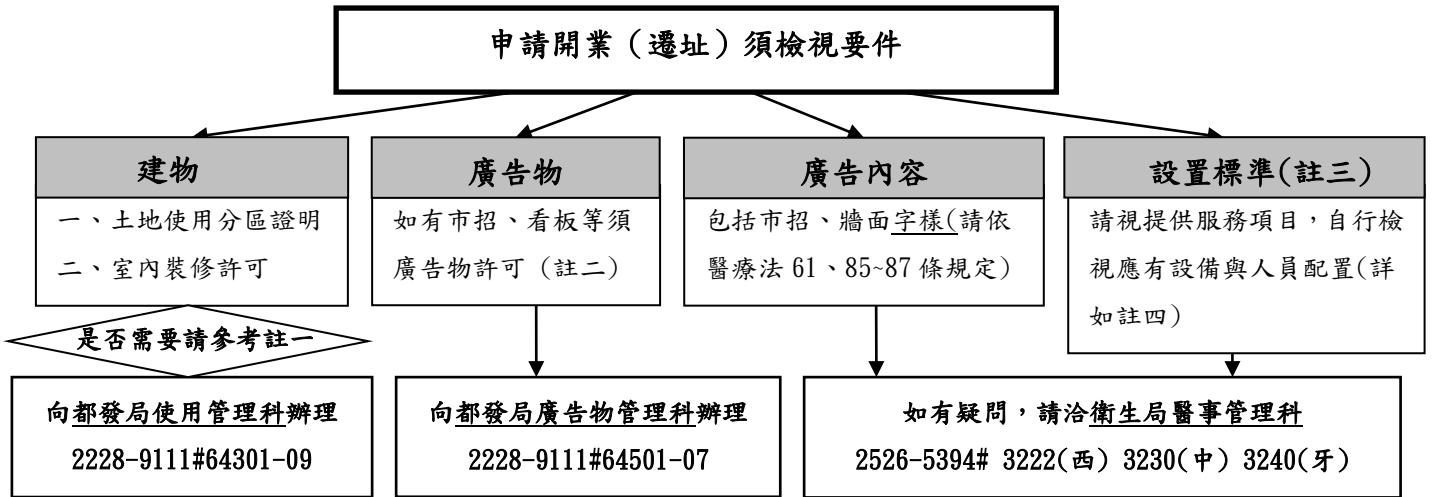 申請開業（遷址）須檢視要件
建物
一、土地使用分區證明
二、室內裝修許可
是否需要請參考註一
向都發局使用管理科辦理
2228-9111#64301-09
廣告物
如有市招、看板等須
廣告物許可（註二）
向都發局廣告物管理科辦理
2228-9111#64501-07
廣告內容
包括市招、牆面字樣(請依
醫療法 61、85~87 條規定)
設置標準(註三)
請視提供服務項目，自行檢
視應有設備與人員配置(詳
如註四)
如有疑問，請洽衛生局醫事管理科
2526-5394# 3222(西) 3230(中) 3240(牙)